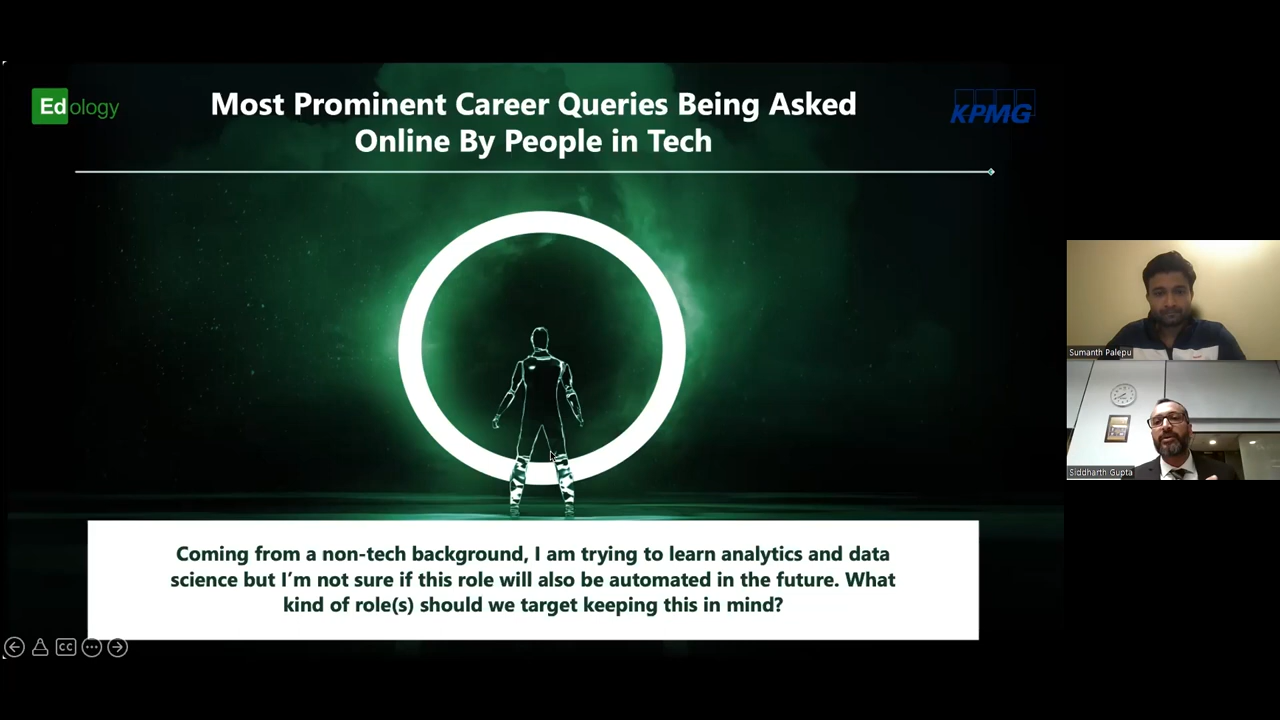 Edology
Most Prominent Career Queries Being Asked
Online By People in Tech
KPMG
Sumanth Palepu
Siddharth Gupta
Coming from a non-tech background, I am trying to learn analytics and data
science but I’m not sure if this role will also be automated in the future. What
kind of role(s) should we target keeping this in mind?
CC